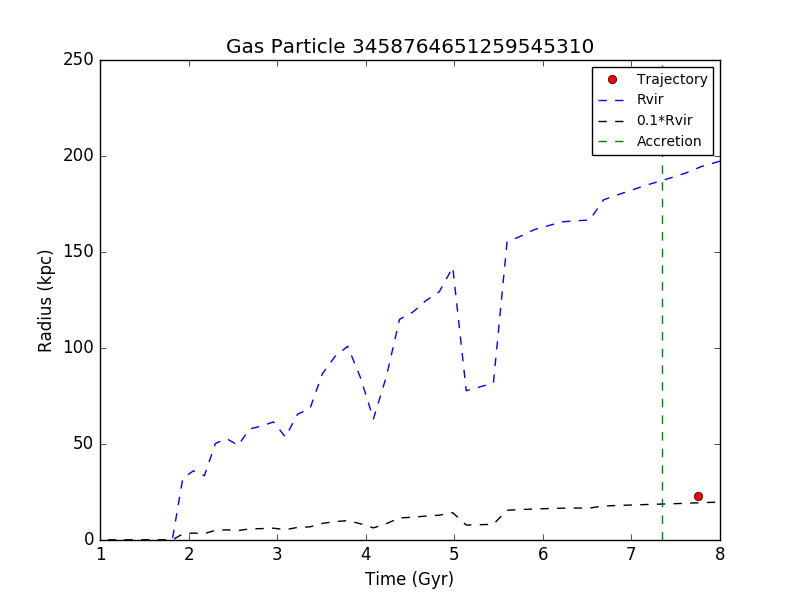 Gas Particle 3458764651259545310
Trajectory
Rvir
0.1*Rvir
Accretion
250
200
150
100
50
0
Radius (kpc)
1 2 3 4 5 6 7 8
Time (Gyr)